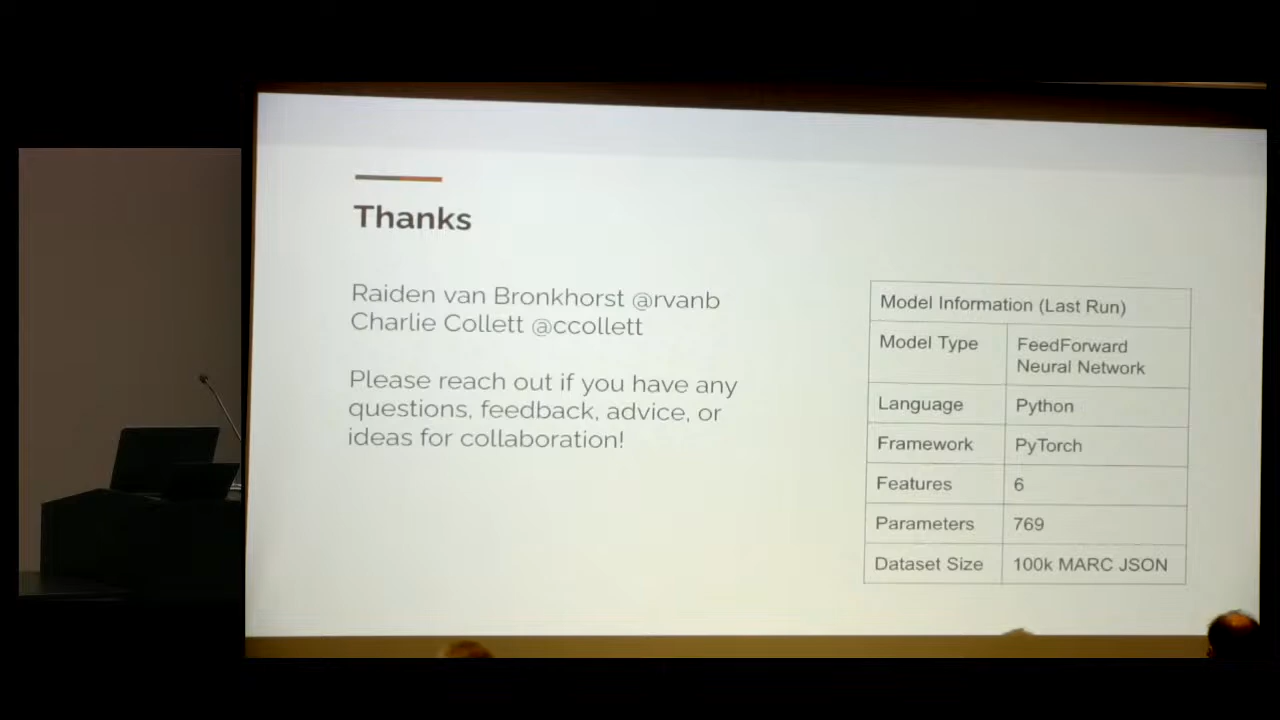 Thanks
Raiden van Bronkhorst @rvanb
Charlie Collett @ccollett
Please reach out if you have any
questions, feedback, advice, or
ideas for collaboration!
Model Information (Last Run)
Model Type FeedForward
Neural Network
Language Python
Framework PyTorch
Features 6
Parameters 769
Dataset Size 100k MARC JSON